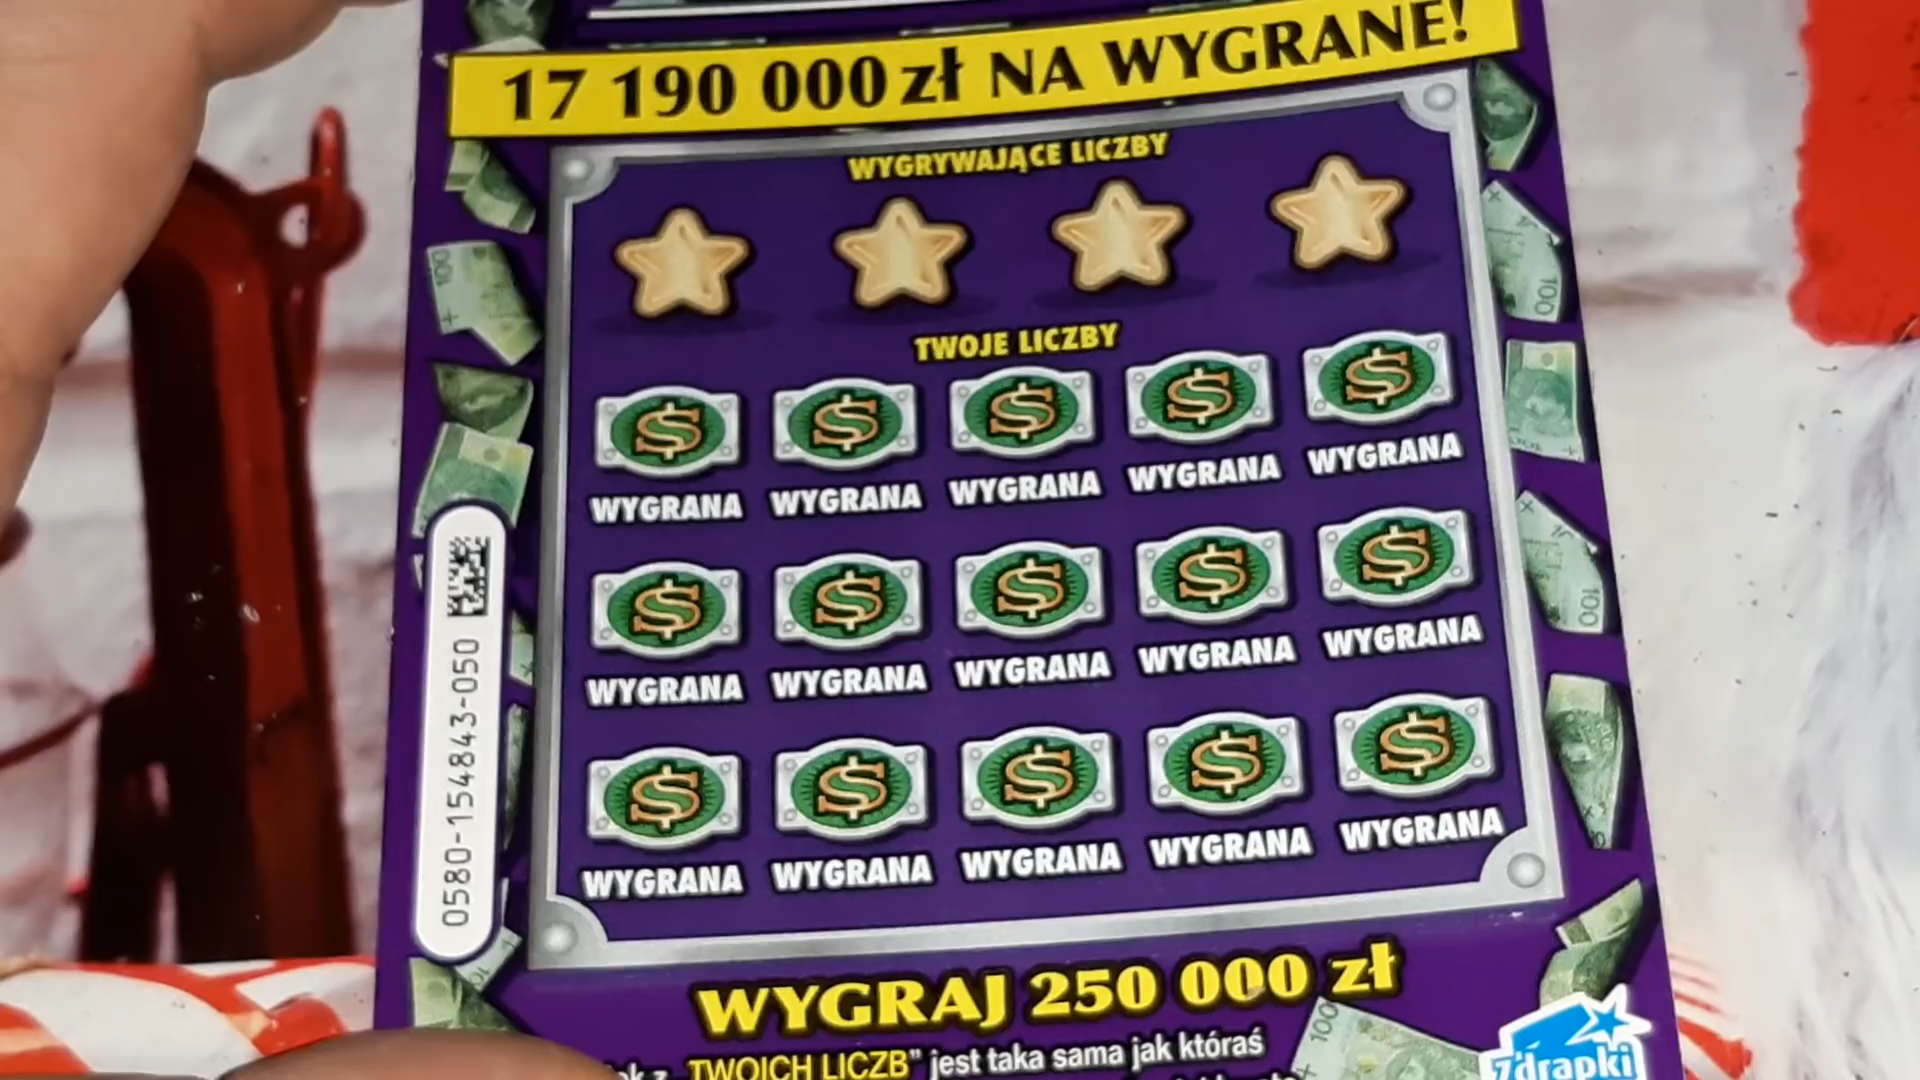 17 190 000 zł NA WYGRANE!
WYGRYWAJĄCE LICZBY
TWOJE LICZBY
WYGRANA WYGRANA WYGRANA WYGRANA WYGRANA
WYGRANA WYGRANA WYGRANA WYGRANA WYGRANA
WYGRANA WYGRANA WYGRANA WYGRANA WYGRANA
0580-154843-050
WYGRAJ 250 000 zł
z „TWOICH LICZB” jest taka sama jak któraś
Zdrapki